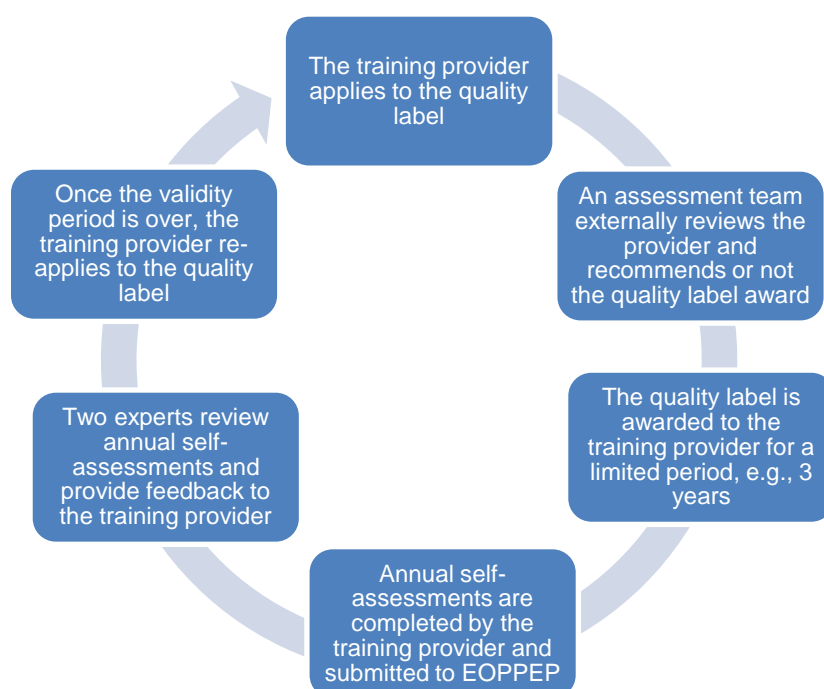 The training provider
applies to the quality
label
An assessment team
externally reviews the
provider and
recommends or not
the quality label award
The quality label is
awarded to the
training provider for a
limited period, e.g., 3
years
Annual self-
assessments are
completed by the
training provider and
submitted to EOPPEP
Two experts review
annual self-
assessments and
provide feedback to
the training provider
Once the validity
period is over, the
training provider re-
applies to the quality
label